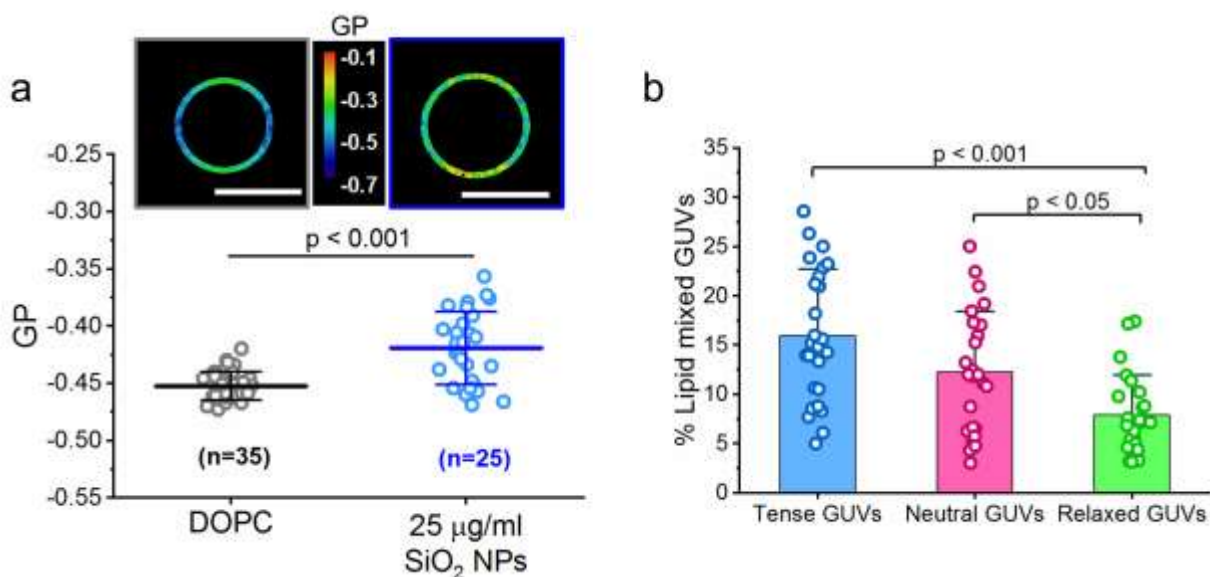 GP
a
-0.1
-0.3
-0.5
-0.7
GP
-0.25
-0.30
-0.35
-0.40
-0.45
-0.50
-0.55
p < 0.001
(n=35)
(n=25)
DOPC
25 μg/ml
SiO2 NPs
b
% Lipid mixed GUVs
35
30
25
20
15
10
5
0
p < 0.001
p < 0.05
Tense GUVs
Neutral GUVs
Relaxed GUVs